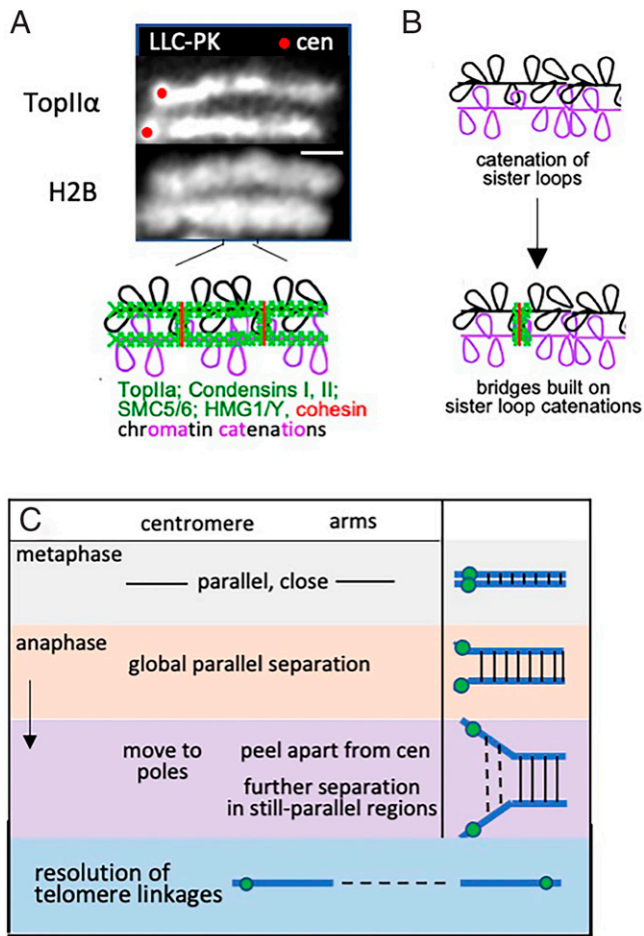 A
LLC-PK
cen
TopIIα
H2B
TopIIa; Condensins I, II;
SMC5/6; HMG1/Y, cohesin
chromatin catenations
B
catenation of
sister loops
bridges built on
sister loop catenations
C
centromere
arms
metaphase
parallel, close
anaphase
global parallel separation
move to
poles
peel apart from cen
further separation
in still-parallel regions
resolution of
telomere linkages